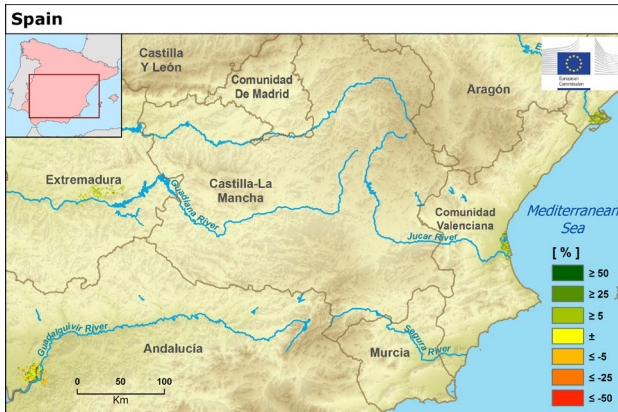 Spain
Castilla
Y León
Comunidad
De Madrid
Aragón
E
European
Commission
Extremadura
Guadiana River
Castilla-La
Mancha
Comunidad
Valenciana
Jucar River
Mediterranean
Sea
[ % ]
≥ 50
≥ 25
≥ 5
±
≤ -5
≤ -25
≤ -50
Guadalquivir River
Andalucía
Segura River
Murcia
0 50 100
Km